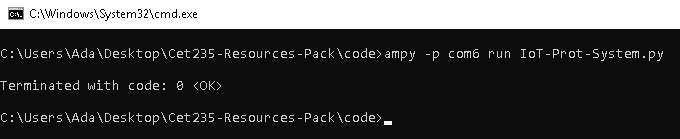 C:\Windows\System32\cmd.exe
C:\Users\Ada\Desktop\Cet235-Resources-Pack\code>ampy -p com6 run IoT-Prot-System.py
Terminated with code: 0 <OK>
C:\Users\Ada\Desktop\Cet235-Resources-Pack\code>